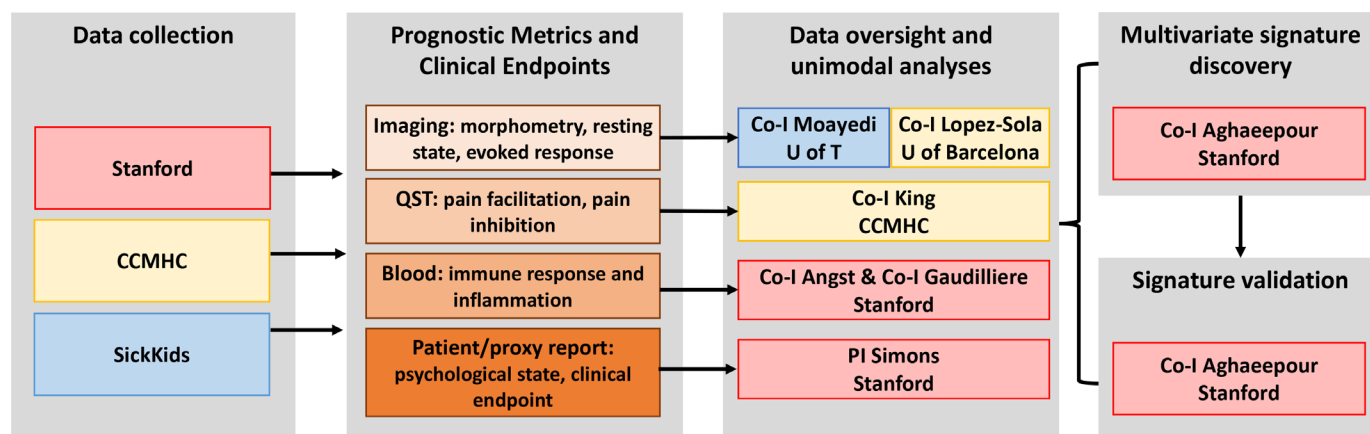 Data collection
Stanford
CCMHC
SickKids
Prognostic Metrics and
Clinical Endpoints
Imaging: morphometry, resting
state, evoked response
QST: pain facilitation, pain
inhibition
Blood: immune response and
inflammation
Patient/proxy report:
psychological state, clinical
endpoint
Data oversight and
unimodal analyses
Co-I Moayedi
U of T
Co-I Lopez-Sola
U of Barcelona
Co-I King
CCMHC
Co-I Angst & Co-I Gaudilliere
Stanford
PI Simons
Stanford
Multivariate signature
discovery
Co-I Aghaeepour
Stanford
Signature validation
Co-I Aghaeepour
Stanford